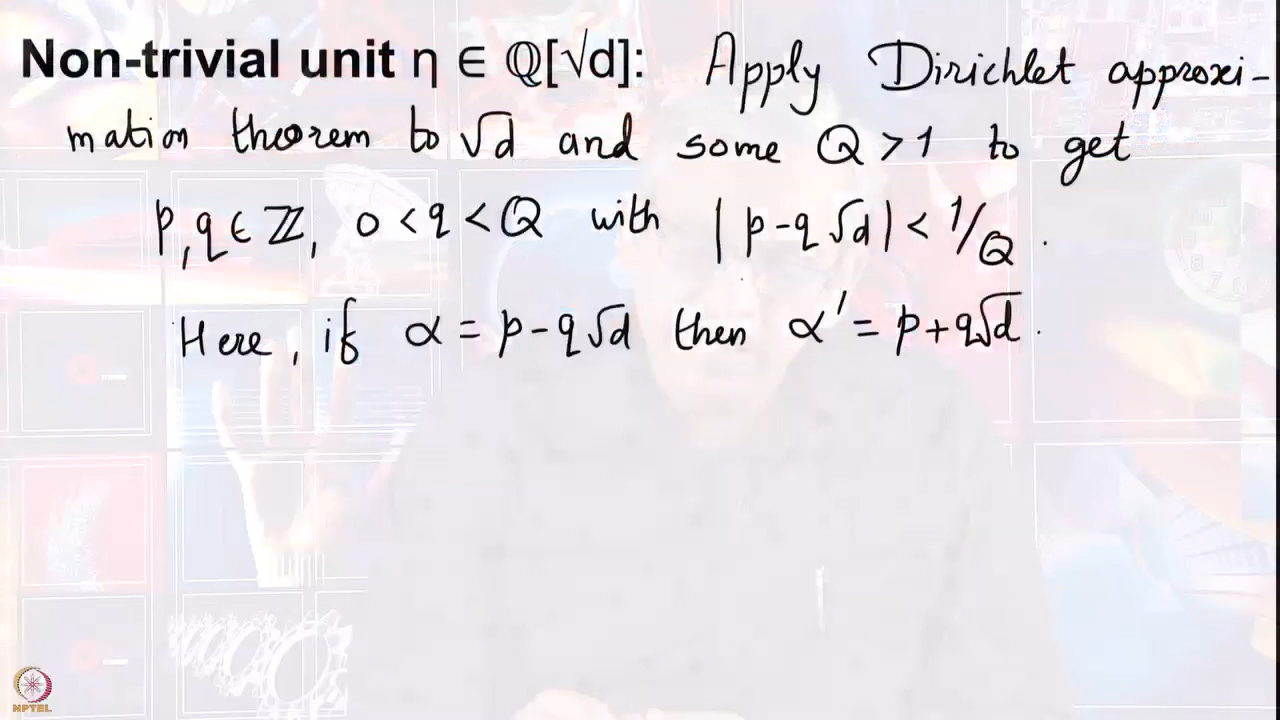 Non-trivial unit η ∈ ℚ[√d]: Apply Dirichlet approxi-
mation theorem to √d and some Q > 1 to get
p, q ∈ ℤ, 0 < q < Q with |p - q√d| < 1/Q .
Here, if α = p - q√d then α' = p + q√d.
NPTEL